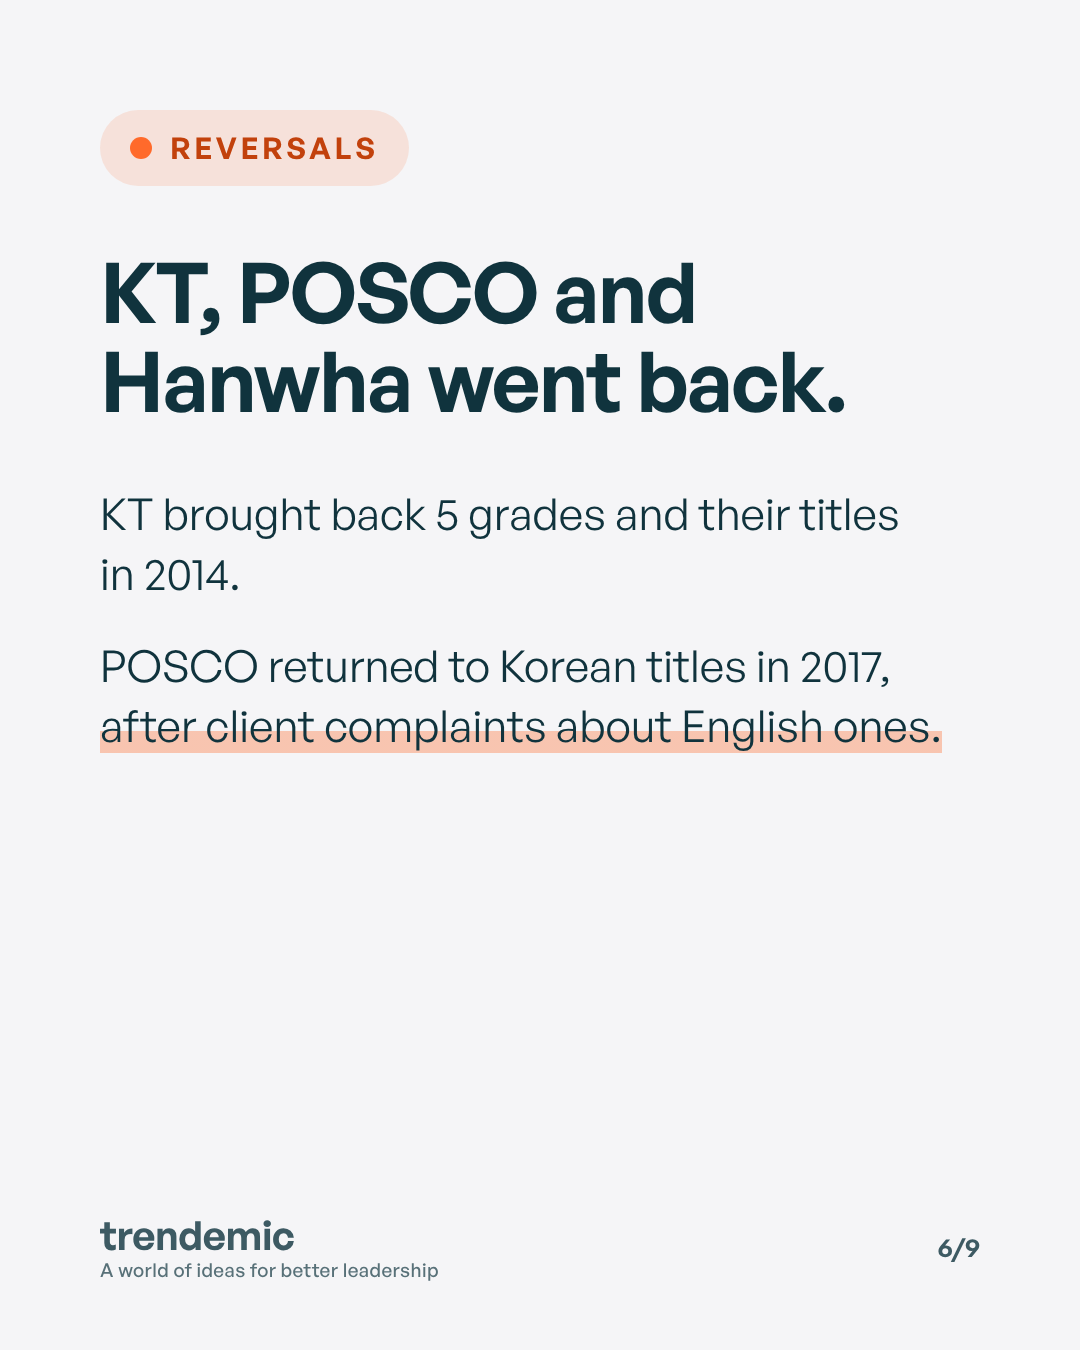 REVERSALS
KT, POSCO and
Hanwha went back.
KT brought back 5 grades and their titles
in 2014.
POSCO returned to Korean titles in 2017,
after client complaints about English ones.
trendemic
A world of ideas for better leadership
6/9